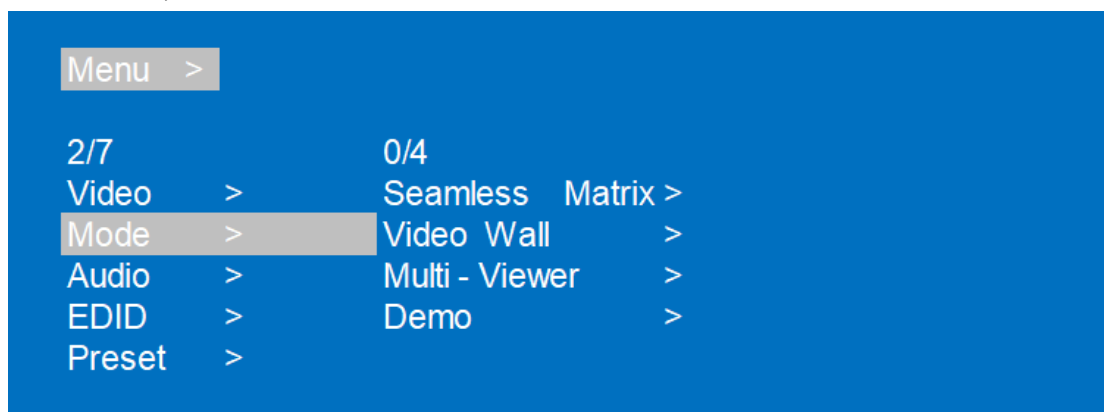 Menu >
2/7 0/4
Video > Seamless Matrix >
Mode > Video Wall >
Audio > Multi - Viewer >
EDID > Demo >
Preset >